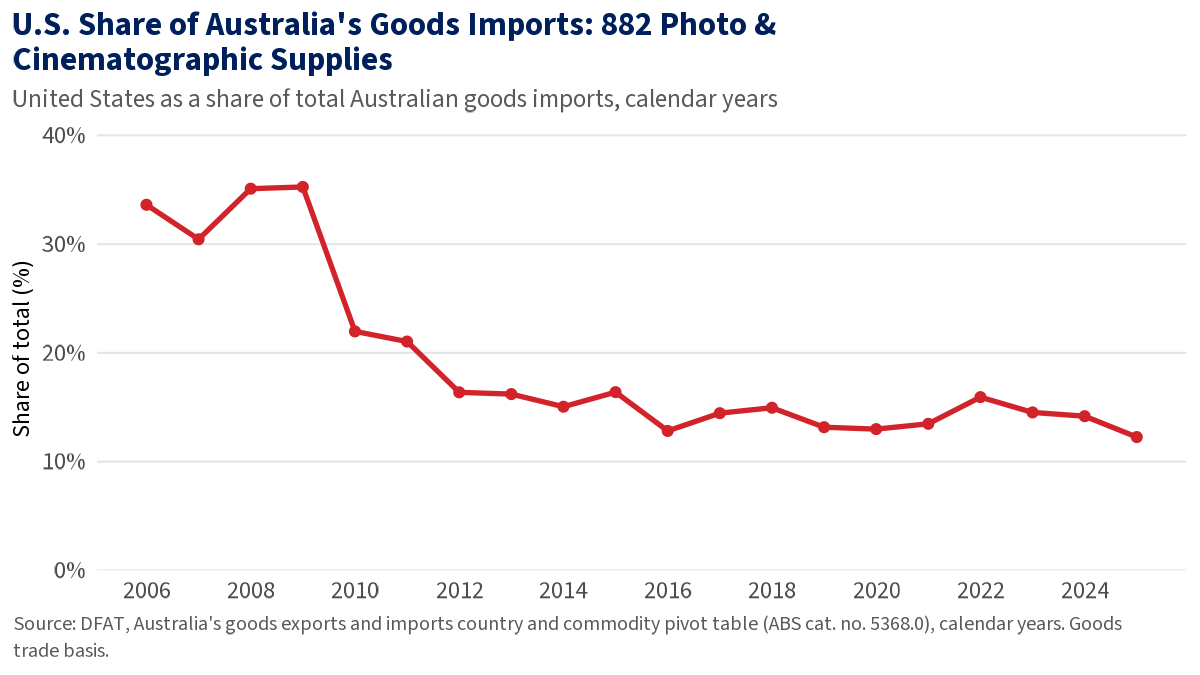 U.S. Share of Australia's Goods Imports: 882 Photo &
Cinematographic Supplies
United States as a share of total Australian goods imports, calendar years
40%
30%
20%
10%
0%
Share of total (%)
2006 2008 2010 2012 2014 2016 2018 2020 2022 2024
Source: DFAT, Australia's goods exports and imports country and commodity pivot table (ABS cat. no. 5368.0), calendar years. Goods
trade basis.